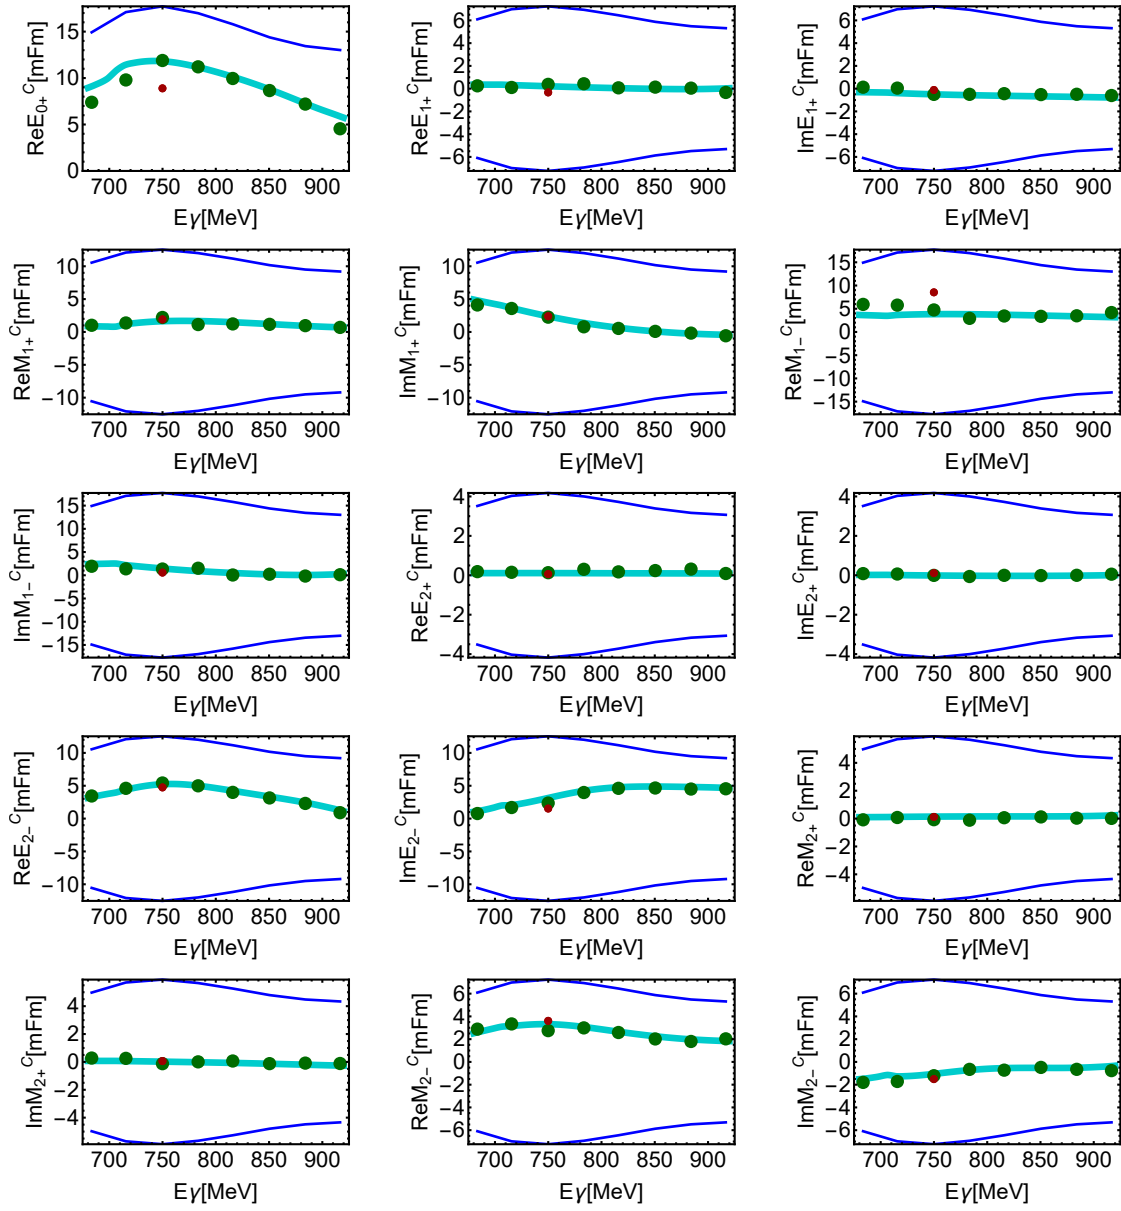 ReE0+^C[mFm]
15
10
5
0
700 750 800 850 900
Eγ[MeV]
ReE1+^C[mFm]
6
4
2
0
−2
−4
−6
700 750 800 850 900
Eγ[MeV]
ImE1+^C[mFm]
6
4
2
0
−2
−4
−6
700 750 800 850 900
Eγ[MeV]
ReM1+^C[mFm]
10
5
0
−5
−10
700 750 800 850 900
Eγ[MeV]
ImM1+^C[mFm]
10
5
0
−5
−10
700 750 800 850 900
Eγ[MeV]
ReM1−^C[mFm]
15
10
5
0
−5
−10
−15
700 750 800 850 900
Eγ[MeV]
ImM1−^C[mFm]
15
10
5
0
−5
−10
−15
700 750 800 850 900
Eγ[MeV]
ReE2+^C[mFm]
4
2
0
−2
−4
700 750 800 850 900
Eγ[MeV]
ImE2+^C[mFm]
4
2
0
−2
−4
700 750 800 850 900
Eγ[MeV]
ReE2−^C[mFm]
10
5
0
−5
−10
700 750 800 850 900
Eγ[MeV]
ImE2−^C[mFm]
10
5
0
−5
−10
700 750 800 850 900
Eγ[MeV]
ReM2+^C[mFm]
4
2
0
−2
−4
700 750 800 850 900
Eγ[MeV]
ImM2+^C[mFm]
4
2
0
−2
−4
700 750 800 850 900
Eγ[MeV]
ReM2−^C[mFm]
6
4
2
0
−2
−4
−6
700 750 800 850 900
Eγ[MeV]
ImM2−^C[mFm]
6
4
2
0
−2
−4
−6
700 750 800 850 900
Eγ[MeV]